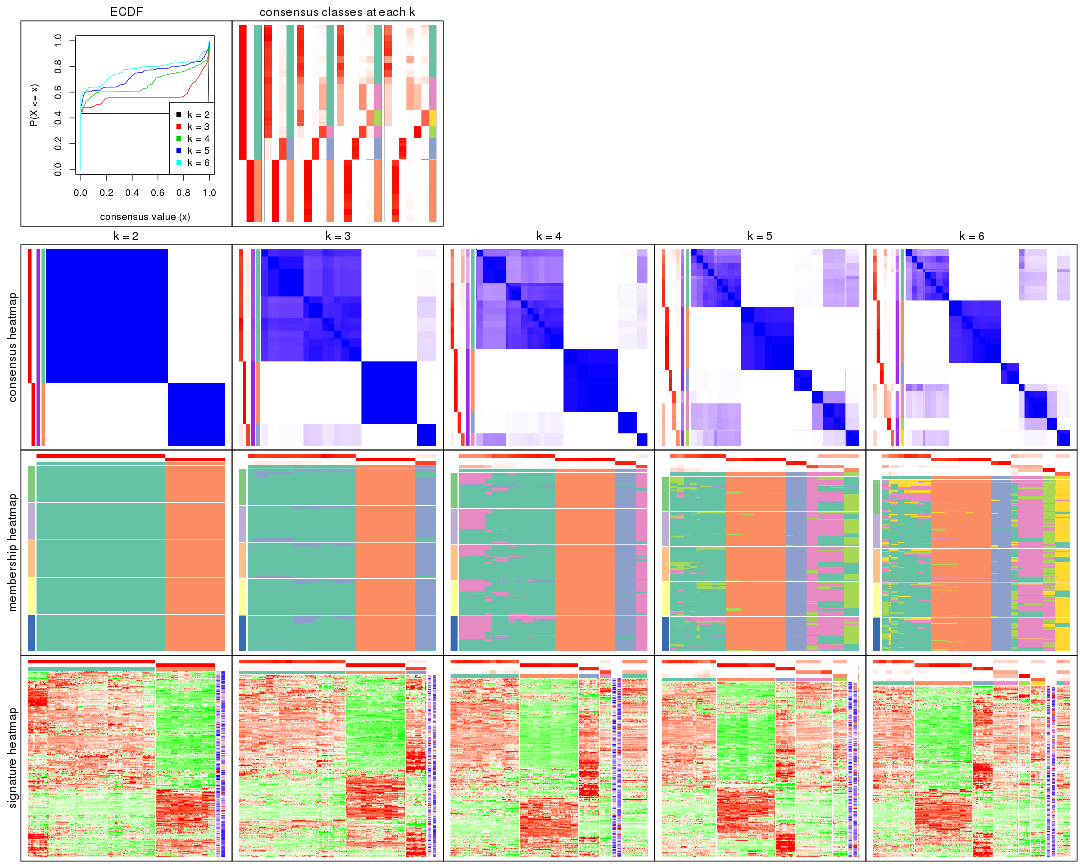 ECDF
consensus classes at each k
P(X <= x)
0.0 0.2 0.4 0.6 0.8 1.0
k = 2
k = 3
k = 4
k = 5
k = 6
0.0 0.2 0.4 0.6 0.8 1.0
consensus value (x)
k = 2
k = 3
k = 4
k = 5
k = 6
consensus heatmap
membership heatmap
signature heatmap